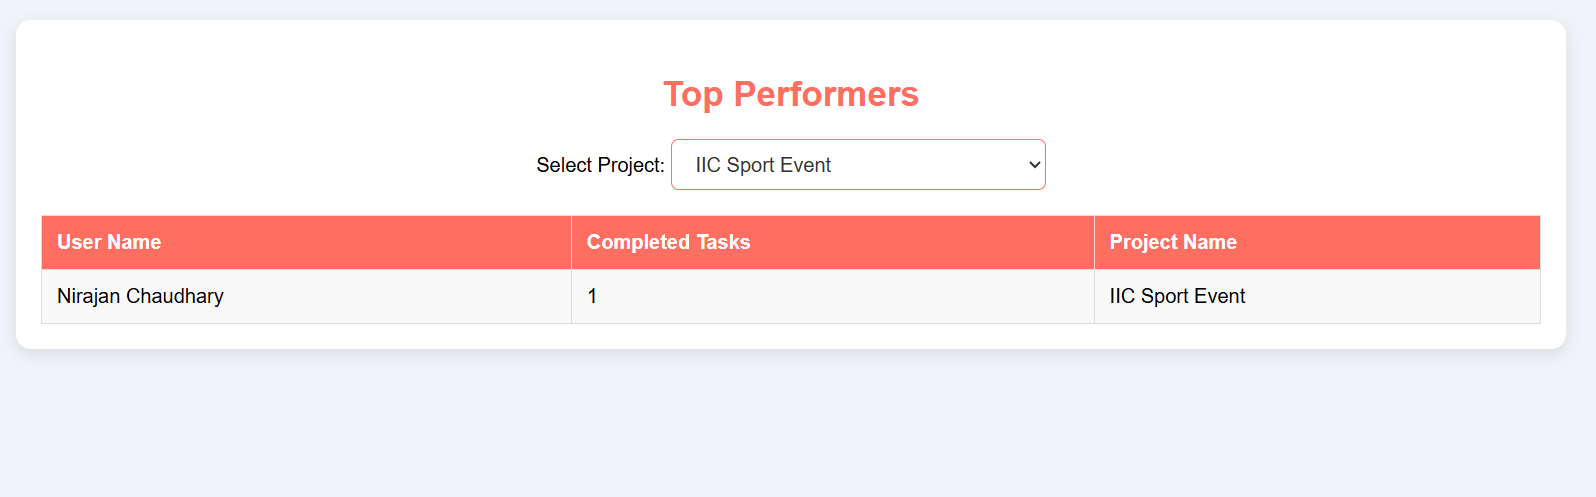 Top Performers
Select Project: IIC Sport Event
User Name Completed Tasks Project Name
Nirajan Chaudhary 1 IIC Sport Event